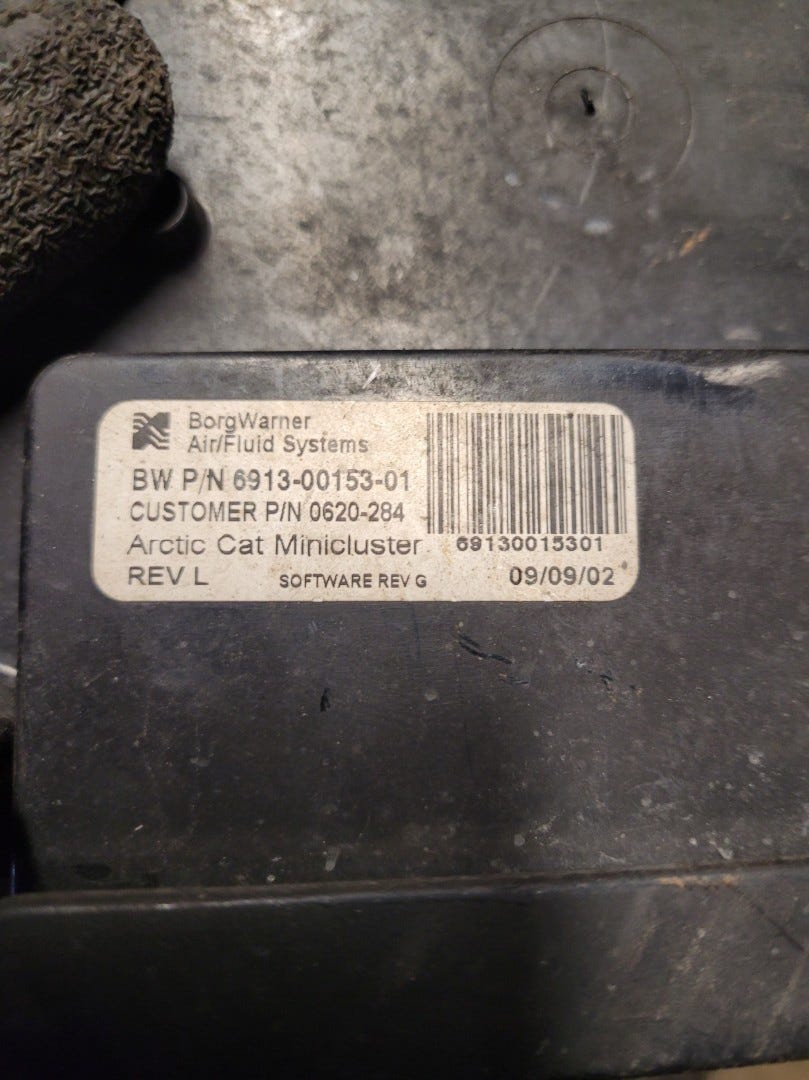 BorgWarner
Air/Fluid Systems
BW P/N 6913-00153-01
CUSTOMER P/N 0620-284
Arctic Cat Minicluster
69130015301
REV L SOFTWARE REV G 09/09/02